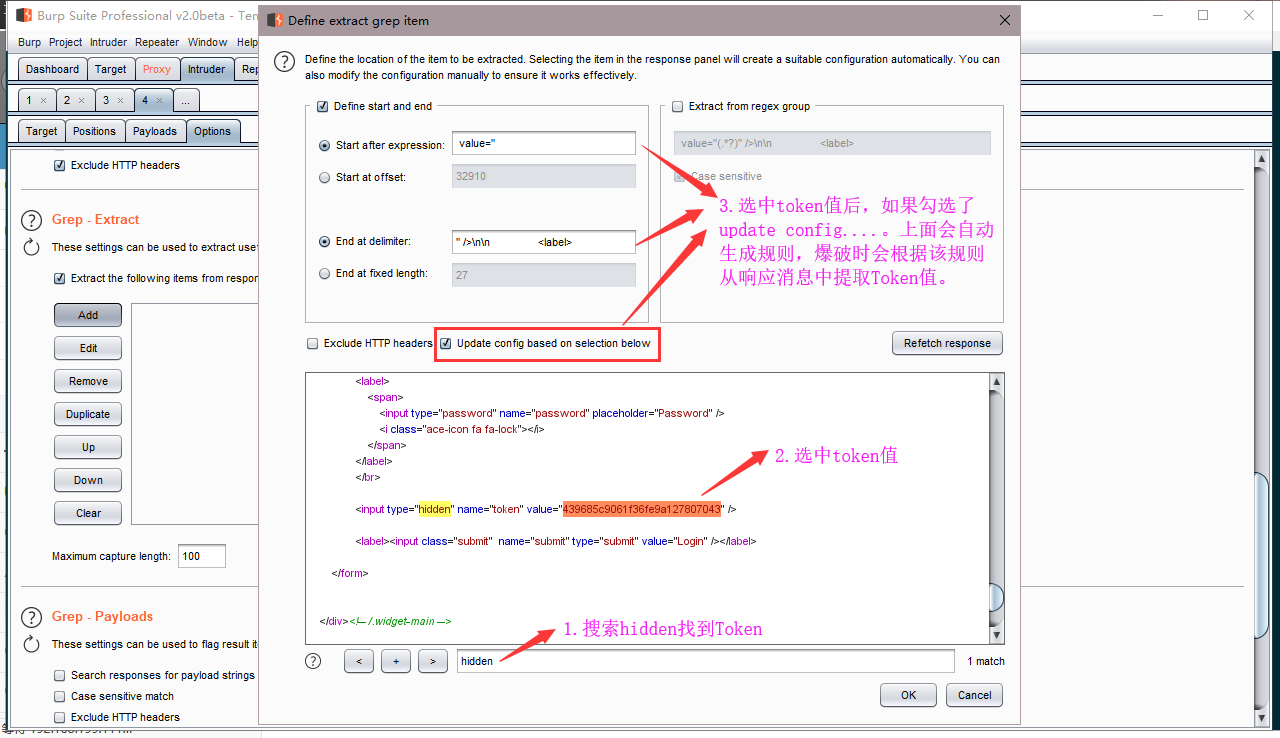 Burp Suite Professional v2.0beta - Ten
Define extract grep item
Burp Project Intruder Repeater Window Help
Dashboard Target Proxy Intruder Rep
1 × 2 × 3 × 4 × ...
Target Positions Payloads Options
Exclude HTTP headers
Grep - Extract
These settings can be used to extract use
Extract the following items from respon
Add
Edit
Remove
Duplicate
Up
Down
Clear
Maximum capture length: 100
Grep - Payloads
These settings can be used to flag result it
Search responses for payload strings
Case sensitive match
Exclude HTTP headers
Define the location of the item to be extracted. Selecting the item in the response panel will create a suitable configuration automatically. You can
also modify the configuration manually to ensure it works effectively.
Define start and end
Start after expression: value="
Start at offset: 32910
End at delimiter: " />\n\n <label>
End at fixed length: 27
Extract from regex group
value="(.*?)" />\n\n <label>
Case sensitive
3.选中token值后，如果勾选了
update config....。上面会自动
生成规则，爆破时会根据该规则
从响应消息中提取Token值。
Exclude HTTP headers Update config based on selection below Refetch response
<label>
<span>
<input type="password" name="password" placeholder="Password" />
<i class="ace-icon fa fa-lock"></i>
</span>
</label>
</br>
2.选中token值
<input type="hidden" name="token" value="439685c9061f36fe9a127807043" />
<label><input class="submit" name="submit" type="submit" value="Login" /></label>
</form>
</div><!-- /.widget-main -->
1.搜索hidden找到Token
< + > hidden 1 match
OK Cancel